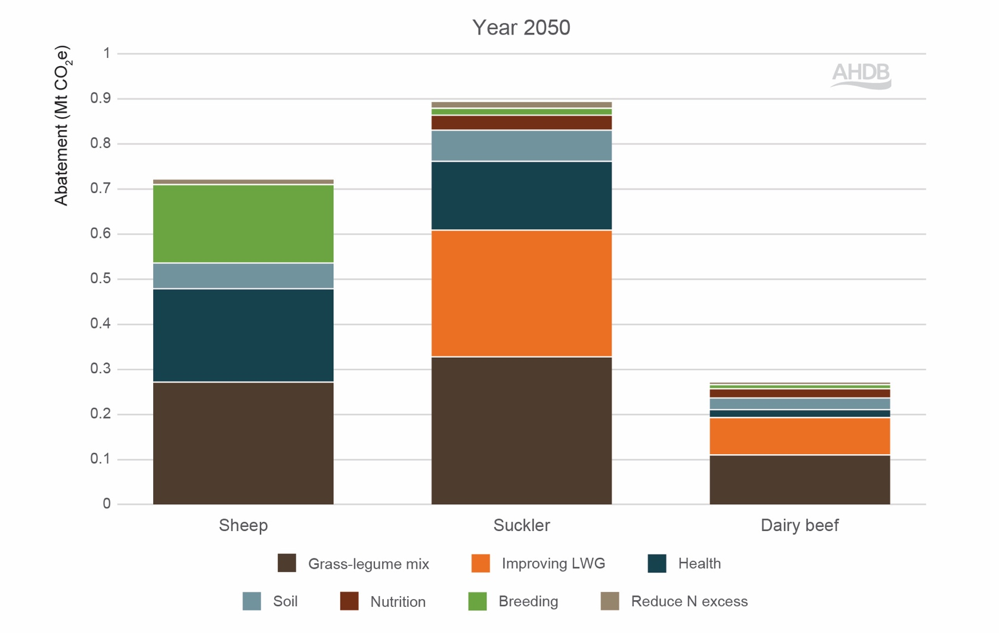 Year 2050
Abatement (Mt CO₂e)
AHDB
1
0.9
0.8
0.7
0.6
0.5
0.4
0.3
0.2
0.1
0
Sheep Suckler Dairy beef
Grass-legume mix Improving LWG Health
Soil Nutrition Breeding Reduce N excess